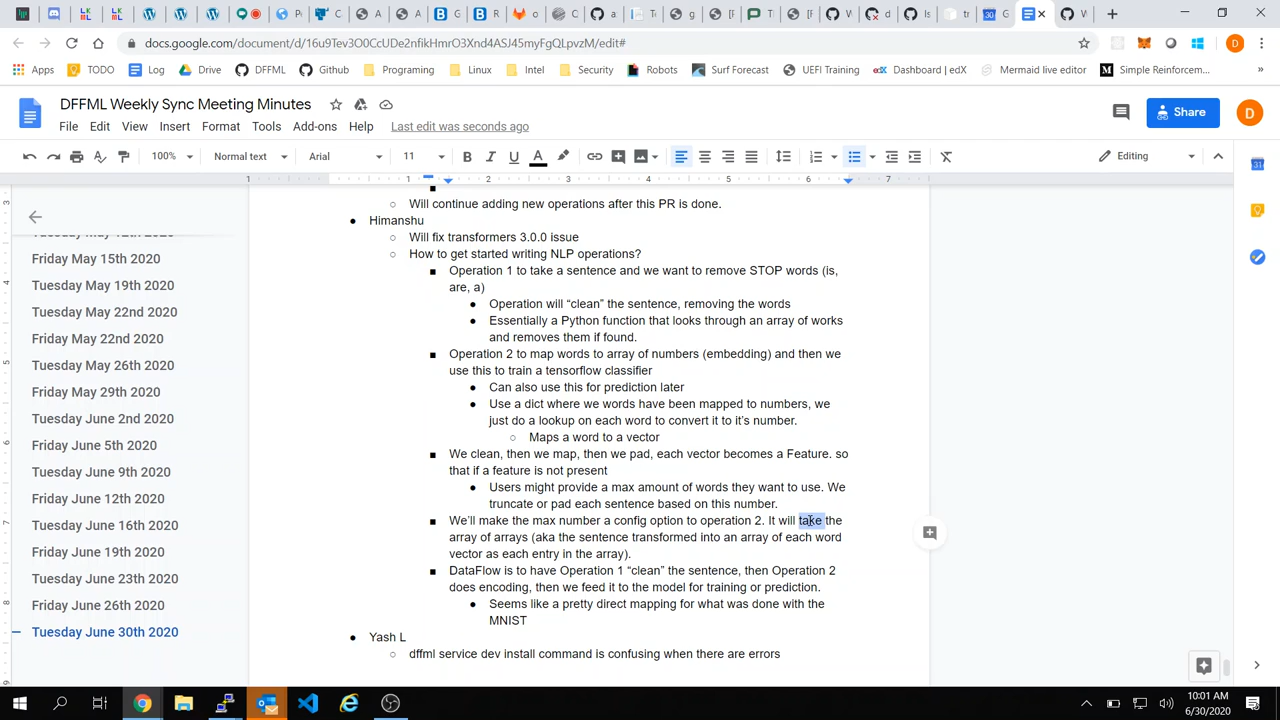 docs.google.com/document/d/16u9Tev3O0CcUDe2nfikHmrO3Xnd4ASJ45myFgQLpvzM/edit#
Apps TODO Log Drive DFFML Github Programing Linux Intel Security Robots Surf Forecast UEFI Training Dashboard | edX Mermaid live editor Simple Reinforcem...
DFFML Weekly Sync Meeting Minutes
File Edit View Insert Format Tools Add-ons Help Last edit was seconds ago
Share
D
100% Normal text Arial 11 Editing
1 1 2 3 4 5 6 7
Will continue adding new operations after this PR is done.
Himanshu
Will fix transformers 3.0.0 issue
How to get started writing NLP operations?
Operation 1 to take a sentence and we want to remove STOP words (is,
are, a)
Operation will “clean” the sentence, removing the words
Essentially a Python function that looks through an array of works
and removes them if found.
Operation 2 to map words to array of numbers (embedding) and then we
use this to train a tensorflow classifier
Can also use this for prediction later
Use a dict where we words have been mapped to numbers, we
just do a lookup on each word to convert it to it’s number.
Maps a word to a vector
We clean, then we map, then we pad, each vector becomes a Feature. so
that if a feature is not present
Users might provide a max amount of words they want to use. We
truncate or pad each sentence based on this number.
We’ll make the max number a config option to operation 2. It will take the
array of arrays (aka the sentence transformed into an array of each word
vector as each entry in the array).
DataFlow is to have Operation 1 “clean” the sentence, then Operation 2
does encoding, then we feed it to the model for training or prediction.
Seems like a pretty direct mapping for what was done with the
MNIST
Yash L
dffml service dev install command is confusing when there are errors
Tuesday May 12th 2020
Friday May 15th 2020
Tuesday May 19th 2020
Friday May 22nd 2020
Friday May 22nd 2020
Tuesday May 26th 2020
Friday May 29th 2020
Tuesday June 2nd 2020
Friday June 5th 2020
Tuesday June 9th 2020
Friday June 12th 2020
Tuesday June 16th 2020
Friday June 19th 2020
Tuesday June 23th 2020
Friday June 26th 2020
Tuesday June 30th 2020
10:01 AM
6/30/2020